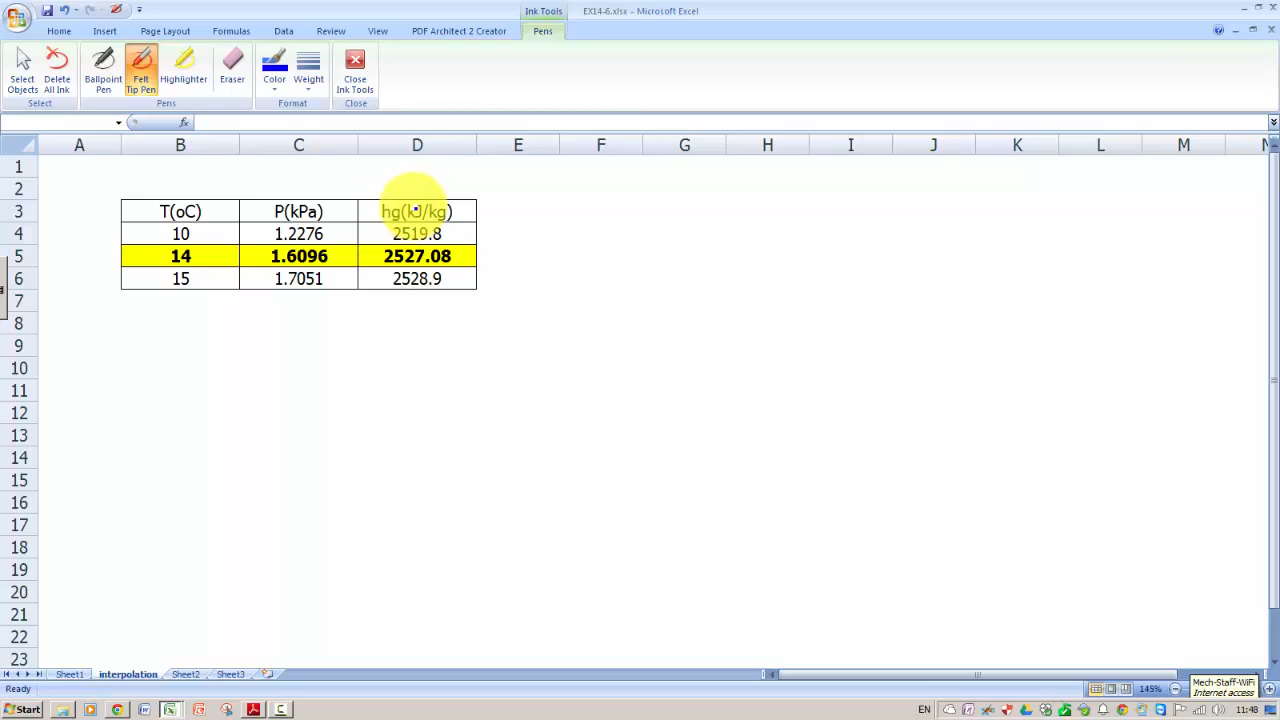 Ink Tools
EX14-6.xlsx - Microsoft Excel
Home Insert Page Layout Formulas Data Review View PDF Architect 2 Creator Pens
Select Objects
Delete All Ink
Ballpoint Pen
Felt Tip Pen
Highlighter
Eraser
Color
Weight
Close Ink Tools
Select Pens Format Close
fx
A B C D E F G H I J K L M N
1
2
3 T(oC) P(kPa) hg(kJ/kg)
4 10 1.2276 2519.8
5 14 1.6096 2527.08
6 15 1.7051 2528.9
7
8
9
10
11
12
13
14
15
16
17
18
19
20
21
22
23
Sheet1 interpolation Sheet2 Sheet3
Ready
145%
Mech-Staff-WiFi
Internet access
Start
EN
11:48